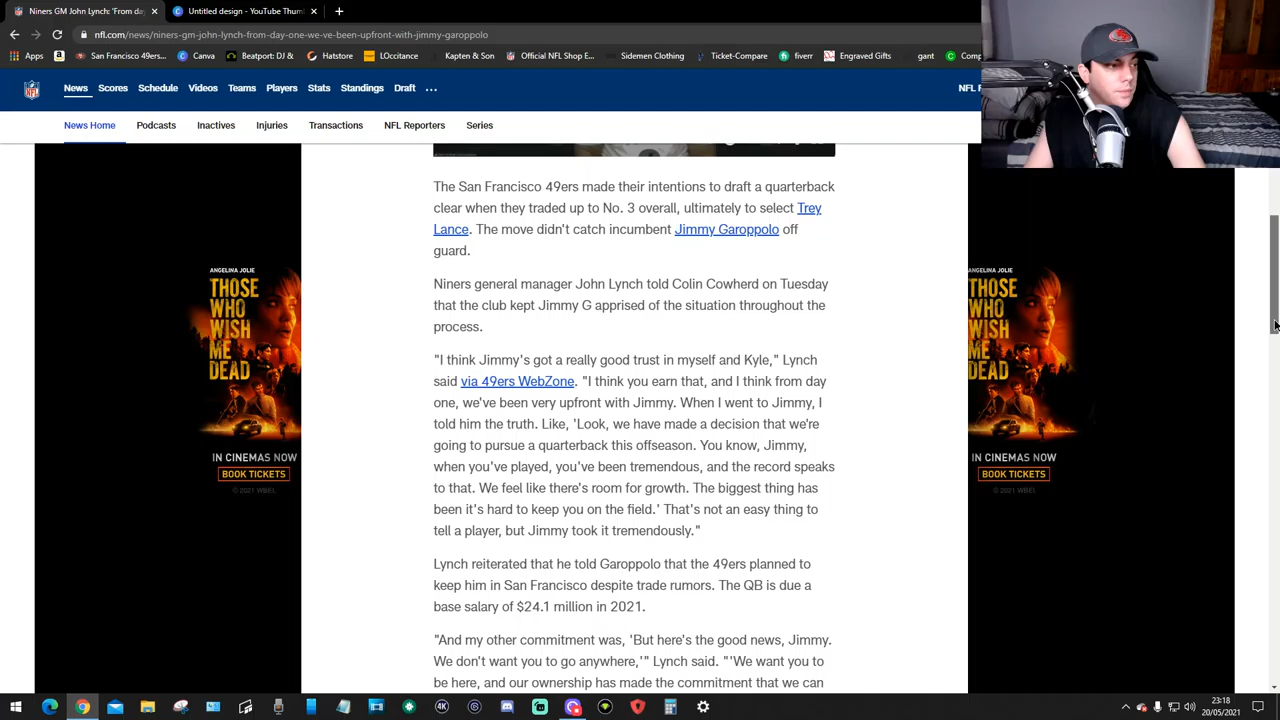 Niners GM John Lynch 'From day
Niners GM Thumbnail
nfl.com/news/niners-gm-john-lynch-from-day-one-we-ve-been-upfront-with-jimmy-garoppolo
Apps San Francisco 49ers... Canva Beatport: DJ &... Hatstore LOccitance Kapten & Son Official NFL Shop E... Sidemen Clothing Ticket-Compare fiverr Engraved Gifts gant Comp
News Scores Schedule Videos Teams Players Stats Standings Draft ... NFL
News Home Podcasts Inactives Injuries Transactions NFL Reporters Series
The San Francisco 49ers made their intentions to draft a quarterback
clear when they traded up to No. 3 overall, ultimately to select Trey
Lance. The move didn't catch incumbent Jimmy Garoppolo off
guard.
Niners general manager John Lynch told Colin Cowherd on Tuesday
that the club kept Jimmy G apprised of the situation throughout the
process.
"I think Jimmy's got a really good trust in myself and Kyle," Lynch
said via 49ers WebZone. "I think you earn that, and I think from day
one, we've been very upfront with Jimmy. When I went to Jimmy, I
told him the truth. Like, 'Look, we have made a decision that we're
going to pursue a quarterback this offseason. You know, Jimmy,
when you've played, you've been tremendous, and the record speaks
to that. We feel like there's room for growth. The biggest thing has
been it's hard to keep you on the field.' That's not an easy thing to
tell a player, but Jimmy took it tremendously."
Lynch reiterated that he told Garoppolo that the 49ers planned to
keep him in San Francisco despite trade rumors. The QB is due a
base salary of $24.1 million in 2021.
"And my other commitment was, 'But here's the good news, Jimmy.
We don't want you to go anywhere,'" Lynch said. "'We want you to
be here, and our ownership has made the commitment that we can
ANGELINA JOLIE
THOSE
WHO
WISH
ME
DEAD
IN CINEMAS NOW
BOOK TICKETS
© 2021 WBEI.
ANGELINA JOLIE
THOSE
WHO
WISH
ME
DEAD
IN CINEMAS NOW
BOOK TICKETS
© 2021 WBEI.
23:18
20/05/2021